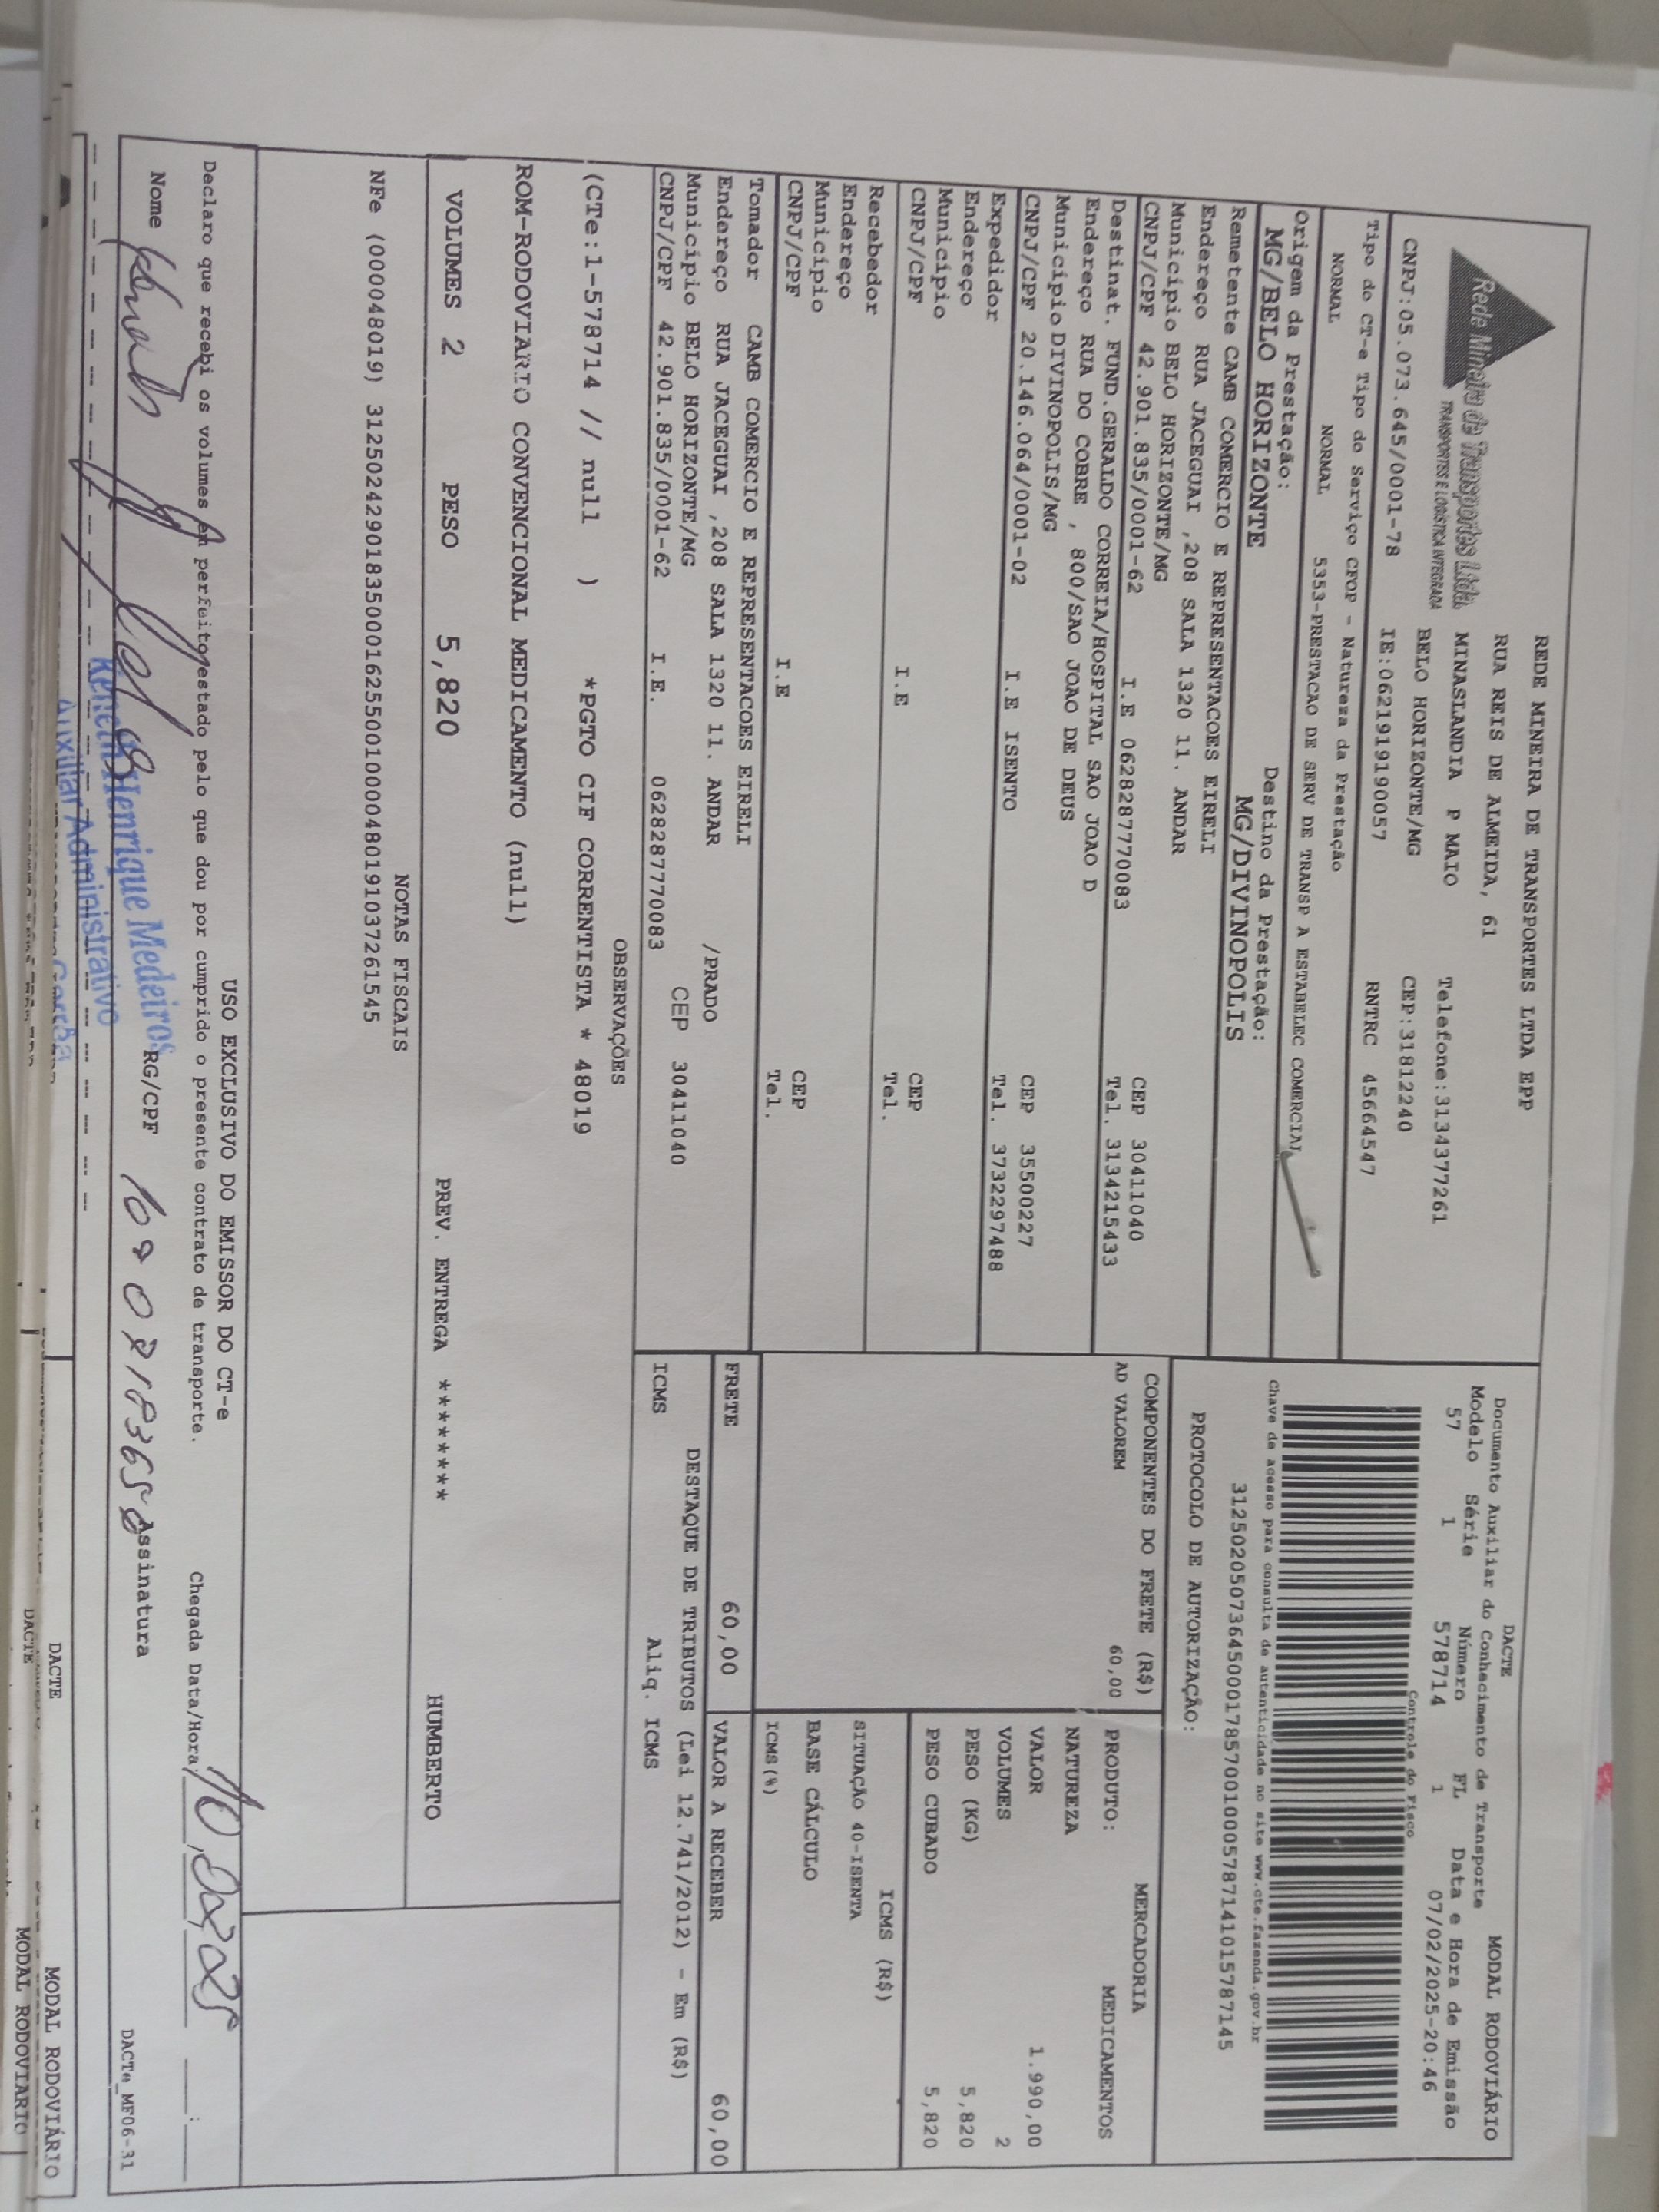 Rede Mineira de Transportes Ltda.
TRANSPORTES E LOGÍSTICA INTEGRADA
CNPJ:05.073.645/0001-78
REDE MINEIRA DE TRANSPORTES LTDA EPP
RUA REIS DE ALMEIDA, 61
MINASLANDIA P MAIO Telefone:3134377261
BELO HORIZONTE/MG CEP:31812240
IE:0621919190057 RNTRC 45664547
DACTE MODAL RODOVIÁRIO
Documento Auxiliar do Conhecimento de Transporte
Modelo Série Número FL Data e Hora de Emissão
57 1 578714 1 07/02/2025-20:46
Controle do Fisco
Chave de acesso para consulta de autenticidade no site www.cte.fazenda.gov.br
31250205073645000178570010005787141015787145
PROTOCOLO DE AUTORIZAÇÃO:
Tipo do CT-e Tipo do Serviço CFOP - Natureza da Prestação
NORMAL NORMAL 5353-PRESTACAO DE SERV DE TRANSP A ESTABELEC COMERCIAL
Origem da Prestação: Destino da Prestação:
MG/BELO HORIZONTE MG/DIVINOPOLIS
Remetente CAMB COMERCIO E REPRESENTACOES EIRELI
Endereço RUA JACEGUAI ,208 SALA 1320 11. ANDAR
Município BELO HORIZONTE/MG CEP 30411040
CNPJ/CPF 42.901.835/0001-62 I.E 0628287770083 Tel. 3134215433
Destinat. FUND.GERALDO CORREIA/HOSPITAL SAO JOAO D
Endereço RUA DO COBRE , 800/SAO JOAO DE DEUS
Município DIVINOPOLIS/MG CEP 35500227
CNPJ/CPF 20.146.064/0001-02 I.E ISENTO Tel. 3732297488
Expedidor
Endereço
Município CEP
CNPJ/CPF I.E Tel.
Recebedor
Endereço
Município CEP
CNPJ/CPF I.E Tel.
Tomador CAMB COMERCIO E REPRESENTACOES EIRELI
Endereço RUA JACEGUAI ,208 SALA 1320 11. ANDAR /PRADO
Município BELO HORIZONTE/MG CEP 30411040
CNPJ/CPF 42.901.835/0001-62 I.E. 0628287770083
COMPONENTES DO FRETE (R$)
AD VALOREM 60,00
MERCADORIA
PRODUTO: MEDICAMENTOS
NATUREZA
VALOR 1.990,00
VOLUMES 2
PESO (KG) 5,820
PESO CUBADO 5,820
ICMS (R$)
SITUAÇÃO 40-ISENTA
BASE CÁLCULO
ICMS(%)
FRETE 60,00 VALOR A RECEBER 60,00
DESTAQUE DE TRIBUTOS (Lei 12.741/2012) - Em (R$)
ICMS Aliq. ICMS
OBSERVAÇÕES
(CTe:1-578714 // null ) *PGTO CIF CORRENTISTA * 48019
ROM-RODOVIARIO CONVENCIONAL MEDICAMENTO (null)
VOLUMES 2 PESO 5,820 PREV. ENTREGA ******** HUMBERTO
NOTAS FISCAIS
NFe (000048019) 31250242901835000162550010000480191037261545
USO EXCLUSIVO DO EMISSOR DO CT-e
Declaro que recebi os volumes em perfeito estado pelo que dou por cumprido o presente contrato de transporte. Chegada Data/Hora:
Nome RG/CPF Assinatura
Henrique Medeiros
Auxiliar Administrativo
DACTe_MF06-31
DACTE MODAL RODOVIÁRIO
DACTE MODAL RODOVIÁRIO